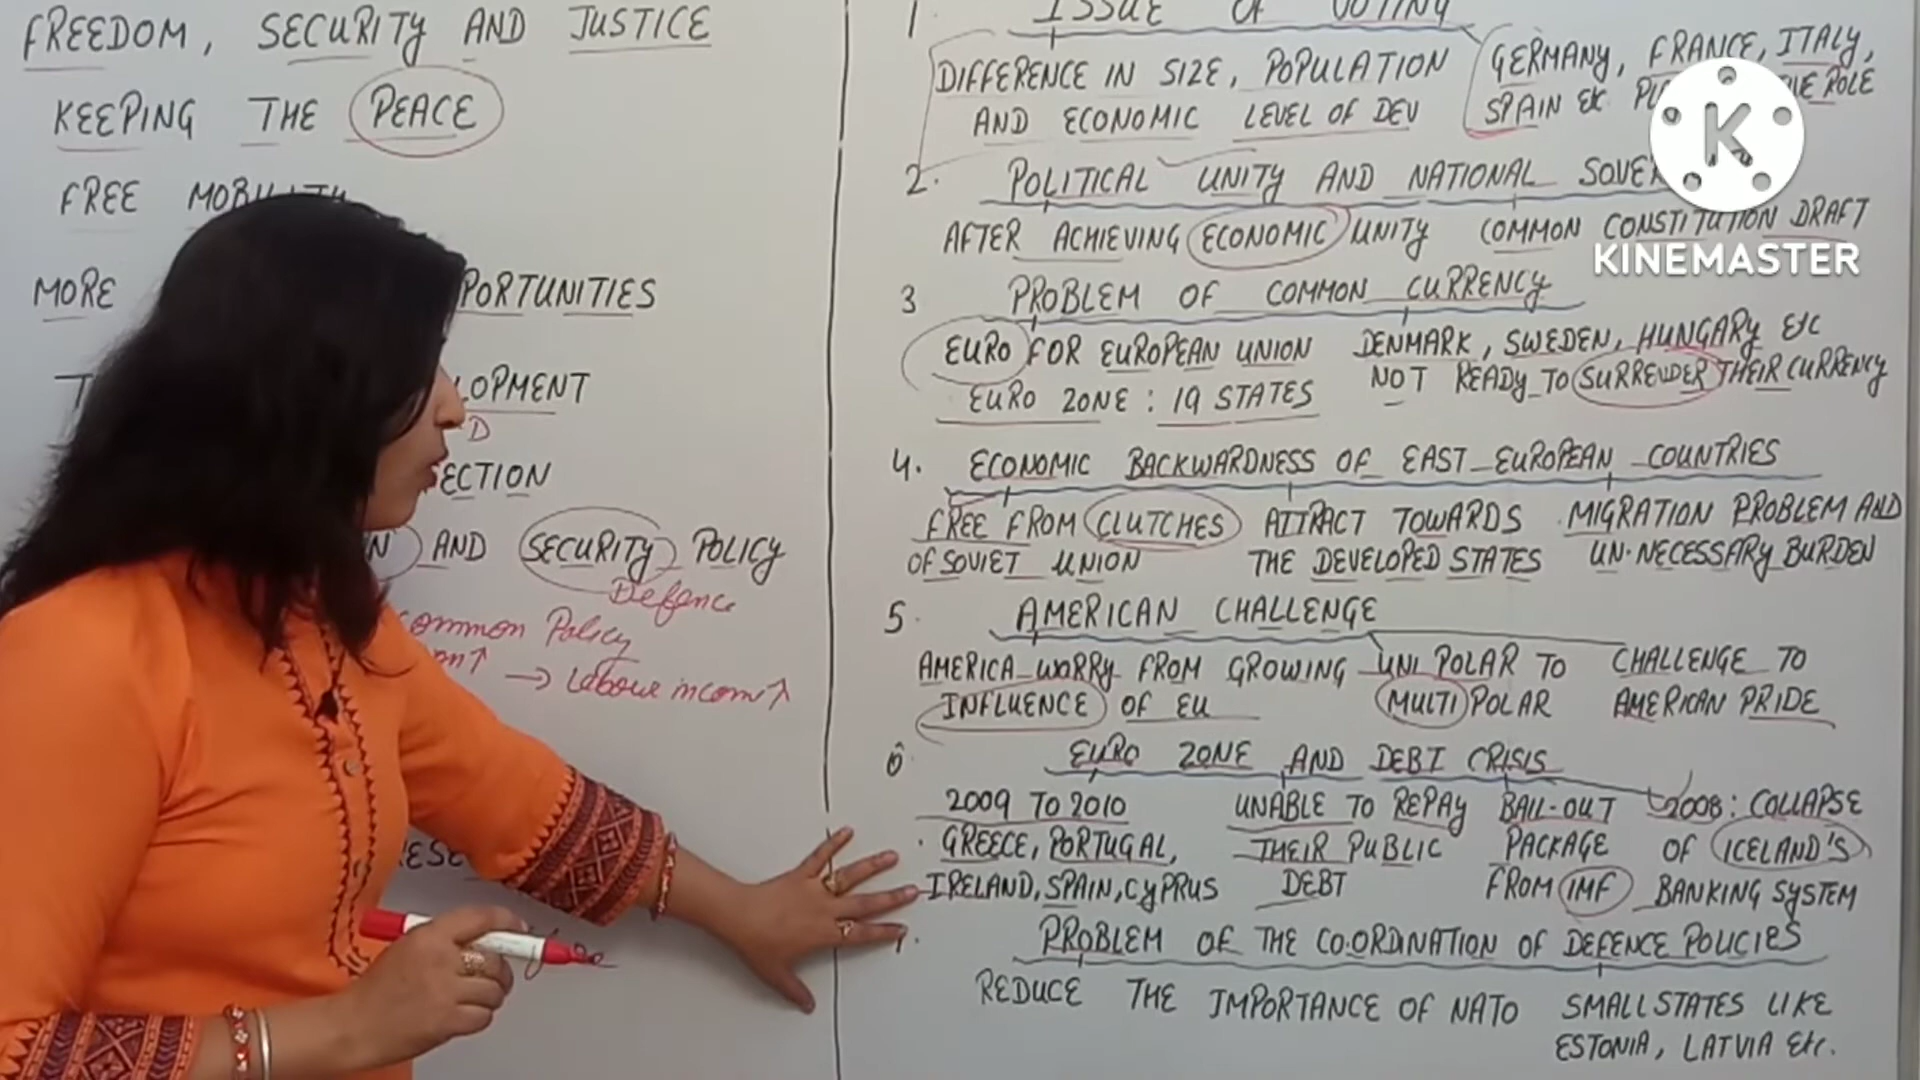 FREEDOM, SECURITY AND JUSTICE
KEEPING THE PEACE
FREE MOBILITY
MORE PORTUNITIES
LOPMENT
D
ECTION
N AND SECURITY POLICY
Defence
Common Policy
→ Labour incom↑
1. ISSUE OF VOTING
DIFFERENCE IN SIZE, POPULATION
AND ECONOMIC LEVEL OF DEV
GERMANY, FRANCE, ITALY,
SPAIN Etc ROLE
2. POLITICAL UNITY AND NATIONAL SOVER
AFTER ACHIEVING ECONOMIC UNITY COMMON CONSTITUTION DRAFT
3 PROBLEM OF COMMON CURRENCY
EURO FOR EUROPEAN UNION
EURO ZONE : 19 STATES
DENMARK, SWEDEN, HUNGARY Etc
NOT READY TO SURRENDER THEIR CURRENCY
4. ECONOMIC BACKWARDNESS OF EAST-EUROPEAN COUNTRIES
FREE FROM CLUTCHES
OF SOVIET UNION
ATTRACT TOWARDS
THE DEVELOPED STATES
MIGRATION PROBLEM AND
UN-NECESSARY BURDEN
5. AMERICAN CHALLENGE
AMERICA WORRY FROM GROWING
INFLUENCE OF EU
UNI POLAR TO
MULTI POLAR
CHALLENGE TO
AMERICAN PRIDE
6 EURO ZONE AND DEBT CRISIS
2009 TO 2010
GREECE, PORTUGAL,
IRELAND, SPAIN, CYPRUS
UNABLE TO REPAY
THEIR PUBLIC
DEBT
BAIL-OUT
PACKAGE
FROM IMF
2008: COLLAPSE
OF ICELAND'S
BANKING SYSTEM
7. PROBLEM OF THE CO.ORDINATION OF DEFENCE POLICIES
REDUCE THE IMPORTANCE OF NATO
SMALL STATES LIKE
ESTONIA, LATVIA Etc.
K
KINEMASTER